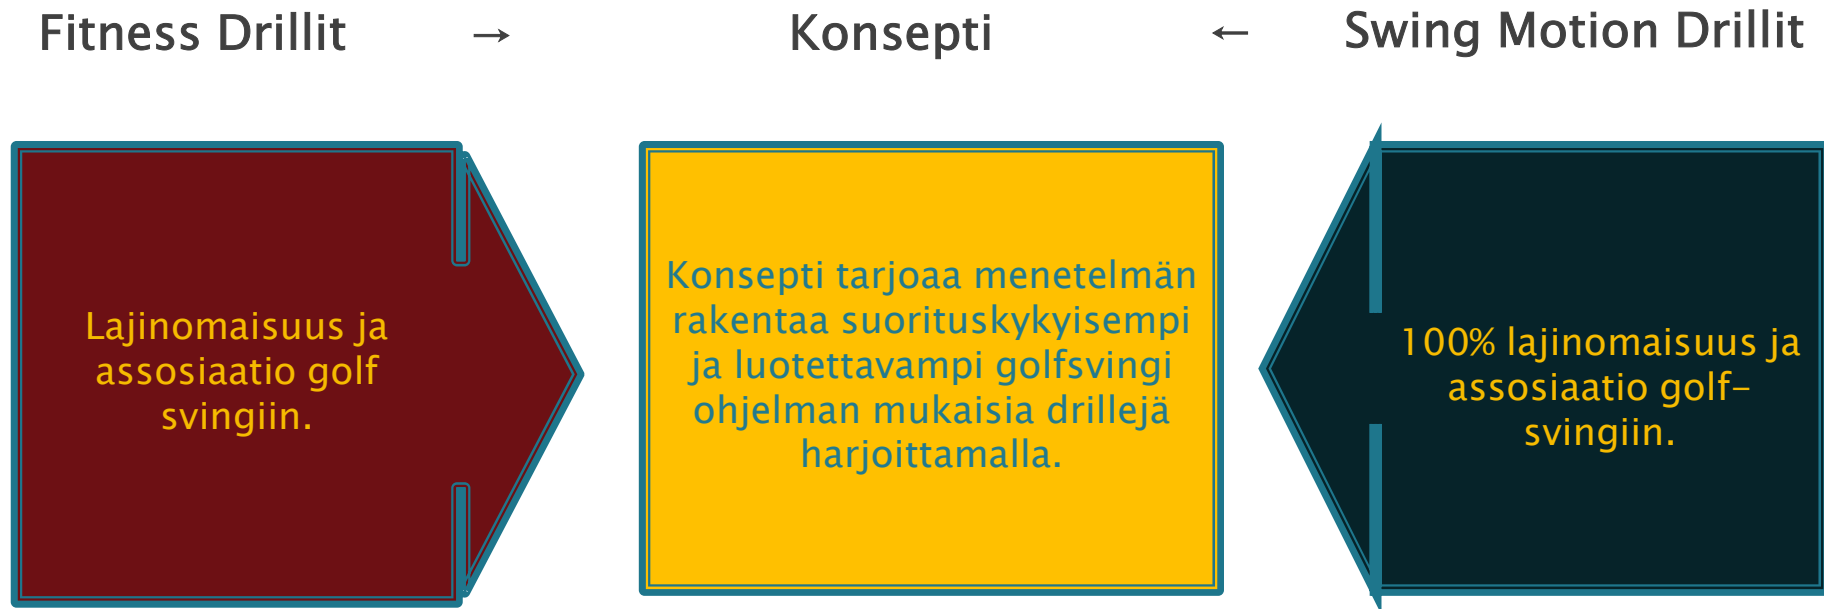 Fitness Drillit → Konsepti ← Swing Motion Drillit
Lajinomaisuus ja
assosiaatio golf
svingiin.
Konsepti tarjoaa menetelmän
rakentaa suorituskykyisempi
ja luotettavampi golfsvingi
ohjelman mukaisia drillejä
harjoittamalla.
100% lajinomaisuus ja
assosiaatio golf-
svingiin.